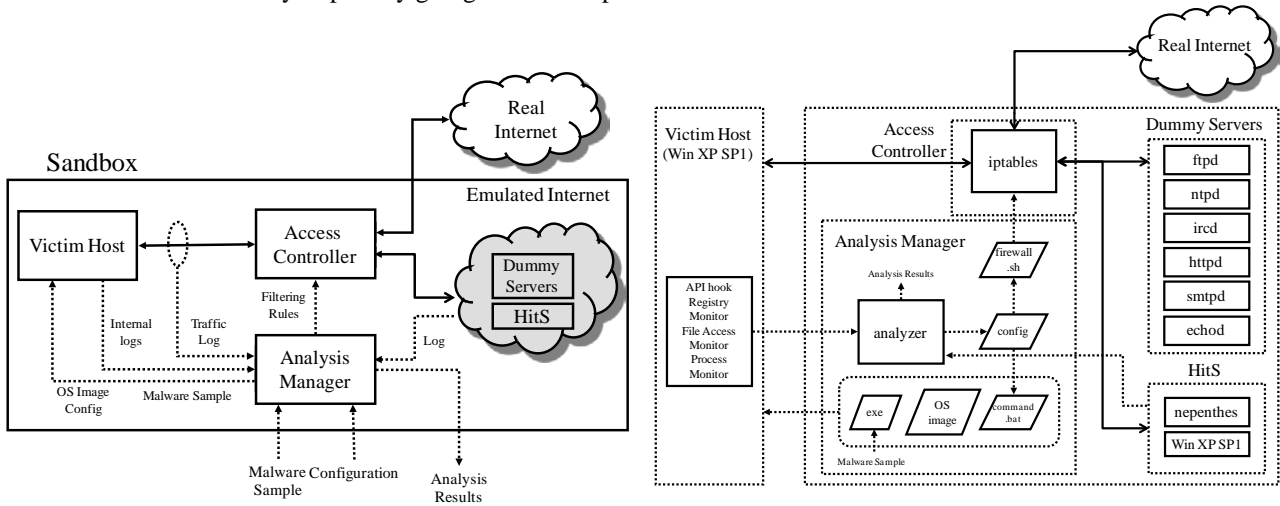 Real
Internet
Sandbox
Emulated Internet
Victim Host
Access
Controller
Dummy
Servers
HitS
Filtering
Rules
Internal
logs
Traffic
Log
Log
Analysis
Manager
OS Image
Config
Malware Sample
Malware
Sample
Configuration
Analysis
Results
Real Internet
Victim Host
(Win XP SP1)
Access
Controller
iptables
Dummy Servers
ftpd
ntpd
ircd
httpd
smtpd
echod
Analysis Manager
firewall
.sh
Analysis Results
API hook
Registry
Monitor
File Access
Monitor
Process
Monitor
analyzer
config
HitS
nepenthes
Win XP SP1
exe
OS
image
command
.bat
Malware Sample